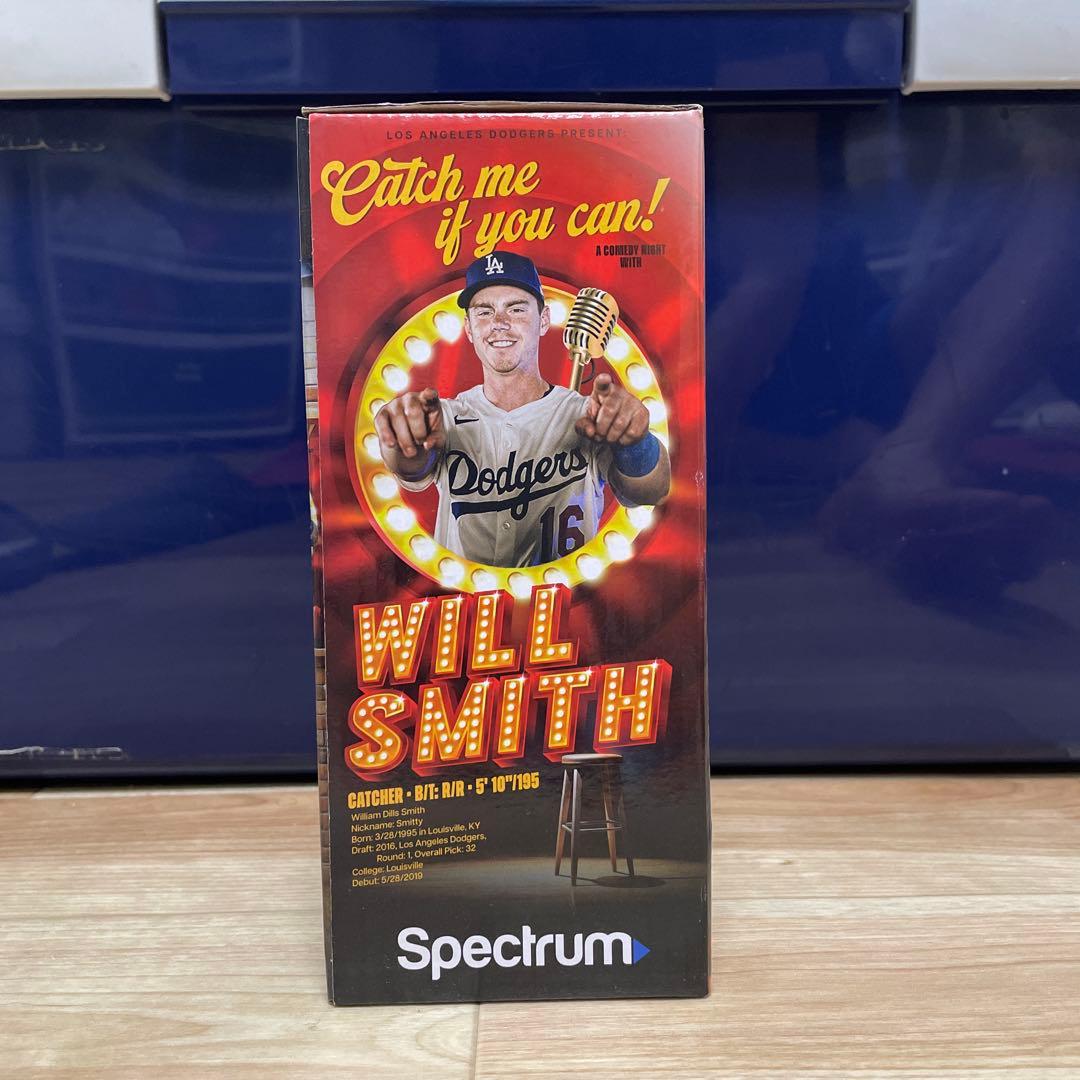 LOS ANGELES DODGERS PRESENT:
Catch me
if you can!
A COMEDY NIGHT
WITH
LA
Dodgers
16
WILL
SMITH
CATCHER • B/T: R/R • 5' 10"/195
William Dills Smith
Nickname: Smitty
Born: 3/28/1995 in Louisville, KY
Draft: 2016, Los Angeles Dodgers,
Round: 1, Overall Pick: 32
College: Louisville
Debut: 5/28/2019
Spectrum